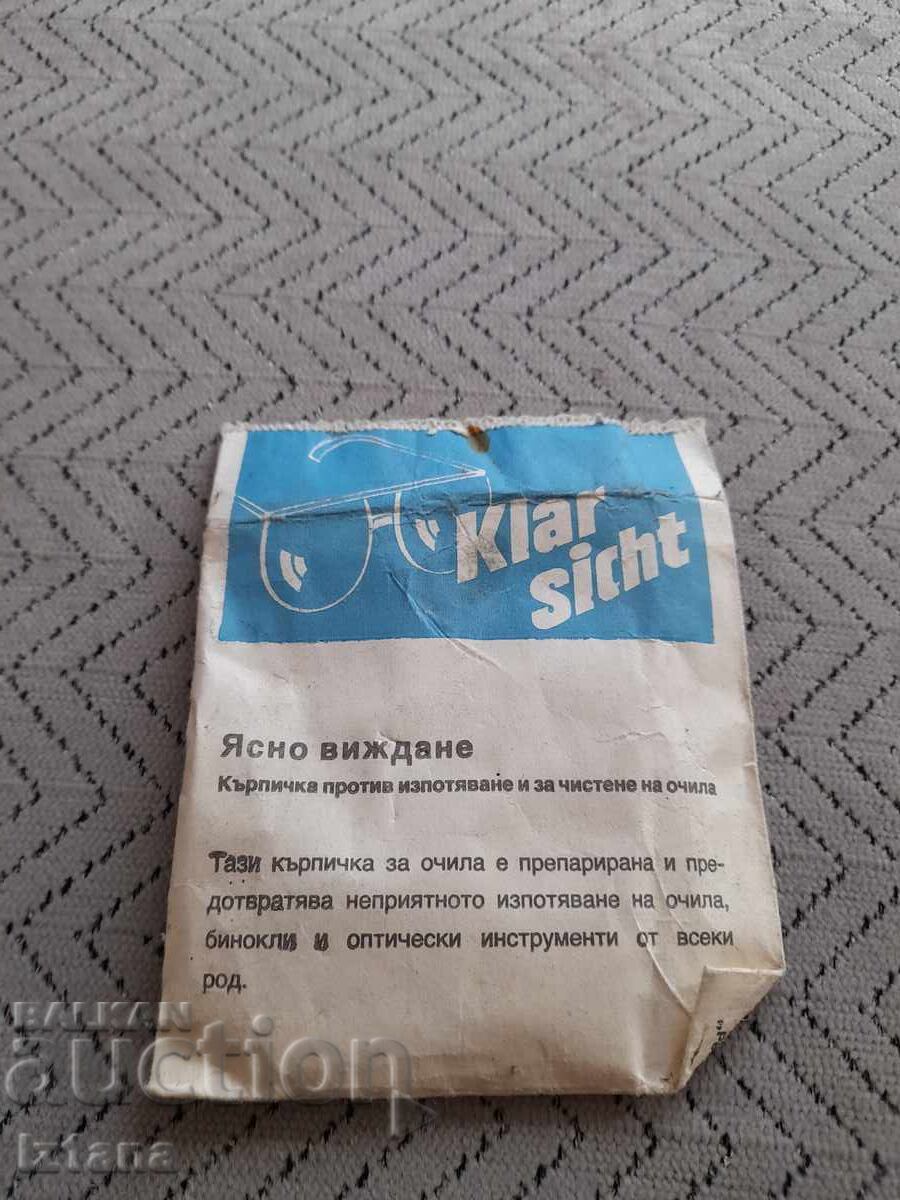 Klar
sicht
Ясно виждане
Кърпичка против изпотяване и за чистене на очила
Тази кърпичка за очила е препарирана и пре-
дотвратява неприятното изпотяване на очила,
бинокли и оптически инструменти от всеки
род.
BALKAN
auction
Iztana